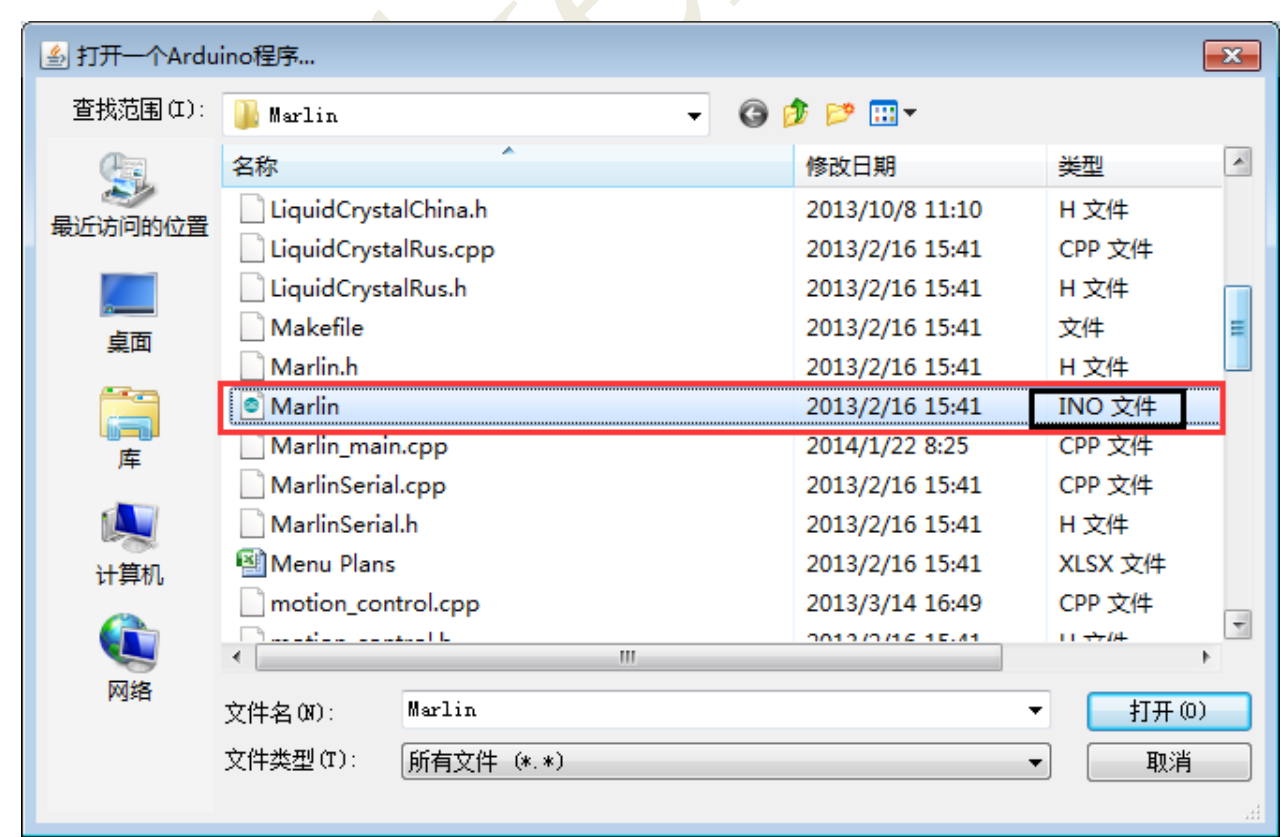 打开一个Arduino程序...
查找范围(I): Marlin
名称 修改日期 类型
LiquidCrystalChina.h 2013/10/8 11:10 H 文件
LiquidCrystalRus.cpp 2013/2/16 15:41 CPP 文件
LiquidCrystalRus.h 2013/2/16 15:41 H 文件
Makefile 2013/2/16 15:41 文件
Marlin.h 2013/2/16 15:41 H 文件
Marlin 2013/2/16 15:41 INO 文件
Marlin_main.cpp 2014/1/22 8:25 CPP 文件
MarlinSerial.cpp 2013/2/16 15:41 CPP 文件
MarlinSerial.h 2013/2/16 15:41 H 文件
Menu Plans 2013/2/16 15:41 XLSX 文件
motion_control.cpp 2013/3/14 16:49 CPP 文件
motion_control.h 2013/2/16 15:41 H 文件
最近访问的位置
桌面
库
计算机
网络
文件名(N): Marlin 打开(O)
文件类型(T): 所有文件 (*.*) 取消